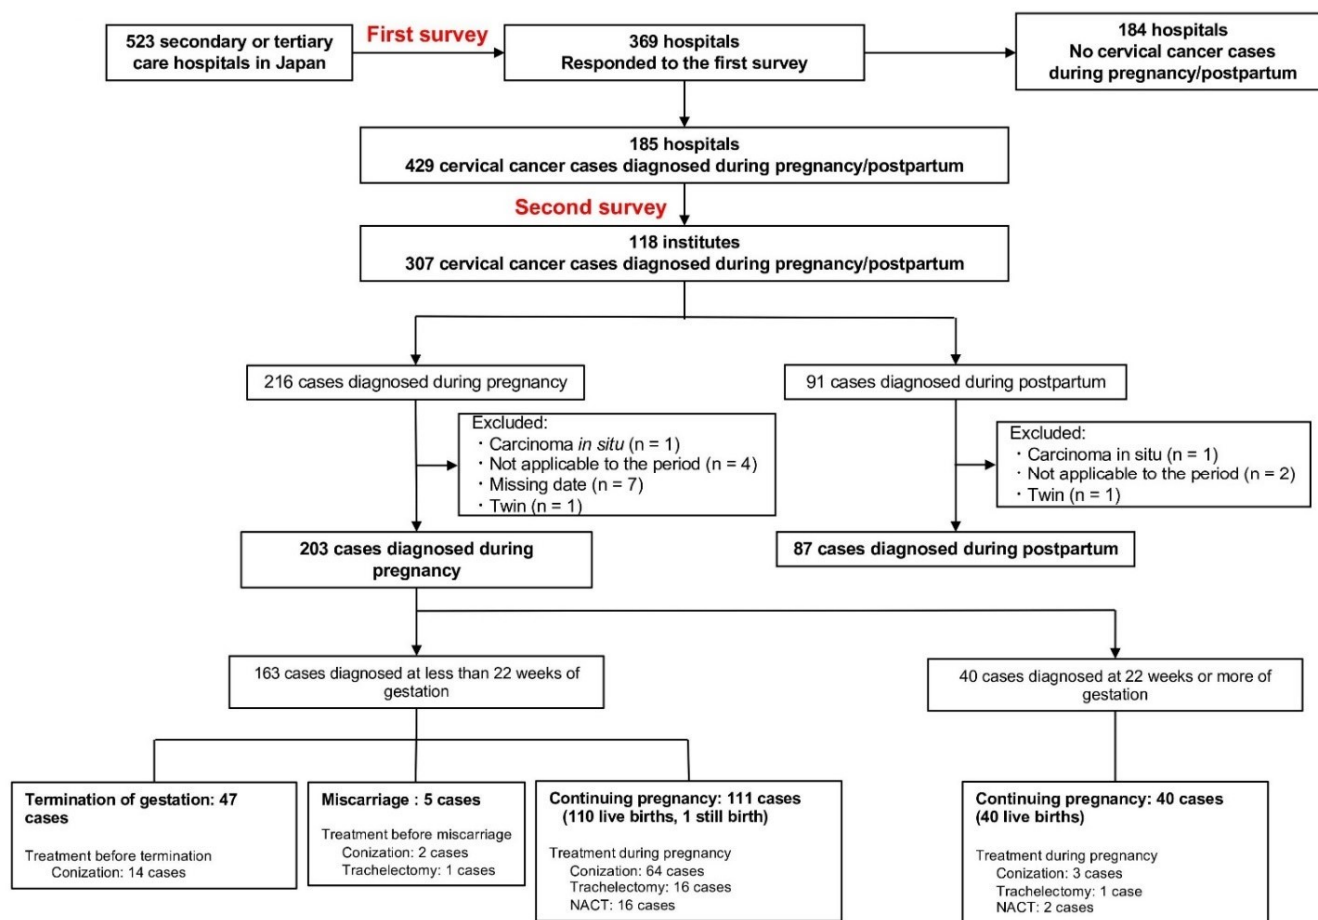 523 secondary or tertiary
care hospitals in Japan
First survey
369 hospitals
Responded to the first survey
184 hospitals
No cervical cancer cases
during pregnancy/postpartum
185 hospitals
429 cervical cancer cases diagnosed during pregnancy/postpartum
Second survey
118 institutes
307 cervical cancer cases diagnosed during pregnancy/postpartum
216 cases diagnosed during pregnancy
91 cases diagnosed during postpartum
Excluded:
・Carcinoma in situ (n = 1)
・Not applicable to the period (n = 4)
・Missing date (n = 7)
・Twin (n = 1)
Excluded:
・Carcinoma in situ (n = 1)
・Not applicable to the period (n = 2)
・Twin (n = 1)
203 cases diagnosed during
pregnancy
87 cases diagnosed during postpartum
163 cases diagnosed at less than 22 weeks of
gestation
40 cases diagnosed at 22 weeks or more of
gestation
Termination of gestation: 47
cases
Treatment before termination
Conization: 14 cases
Miscarriage : 5 cases
Treatment before miscarriage
Conization: 2 cases
Trachelectomy: 1 cases
Continuing pregnancy: 111 cases
(110 live births, 1 still birth)
Treatment during pregnancy
Conization: 64 cases
Trachelectomy: 16 cases
NACT: 16 cases
Continuing pregnancy: 40 cases
(40 live births)
Treatment during pregnancy
Conization: 3 cases
Trachelectomy: 1 case
NACT: 2 cases